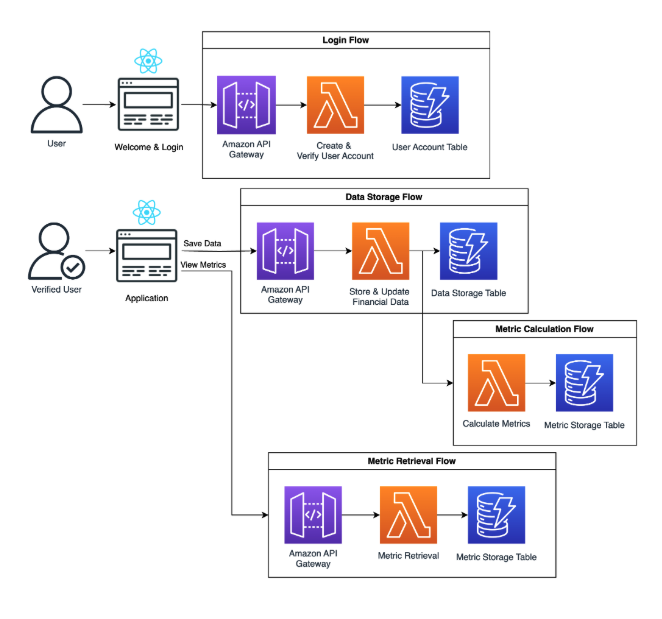 Login Flow
User
Welcome & Login
Amazon API
Gateway
Create &
Verify User Account
User Account Table
Data Storage Flow
Save Data
View Metrics
Verified User
Application
Amazon API
Gateway
Store & Update
Financial Data
Data Storage Table
Metric Calculation Flow
Calculate Metrics
Metric Storage Table
Metric Retrieval Flow
Amazon API
Gateway
Metric Retrieval
Metric Storage Table